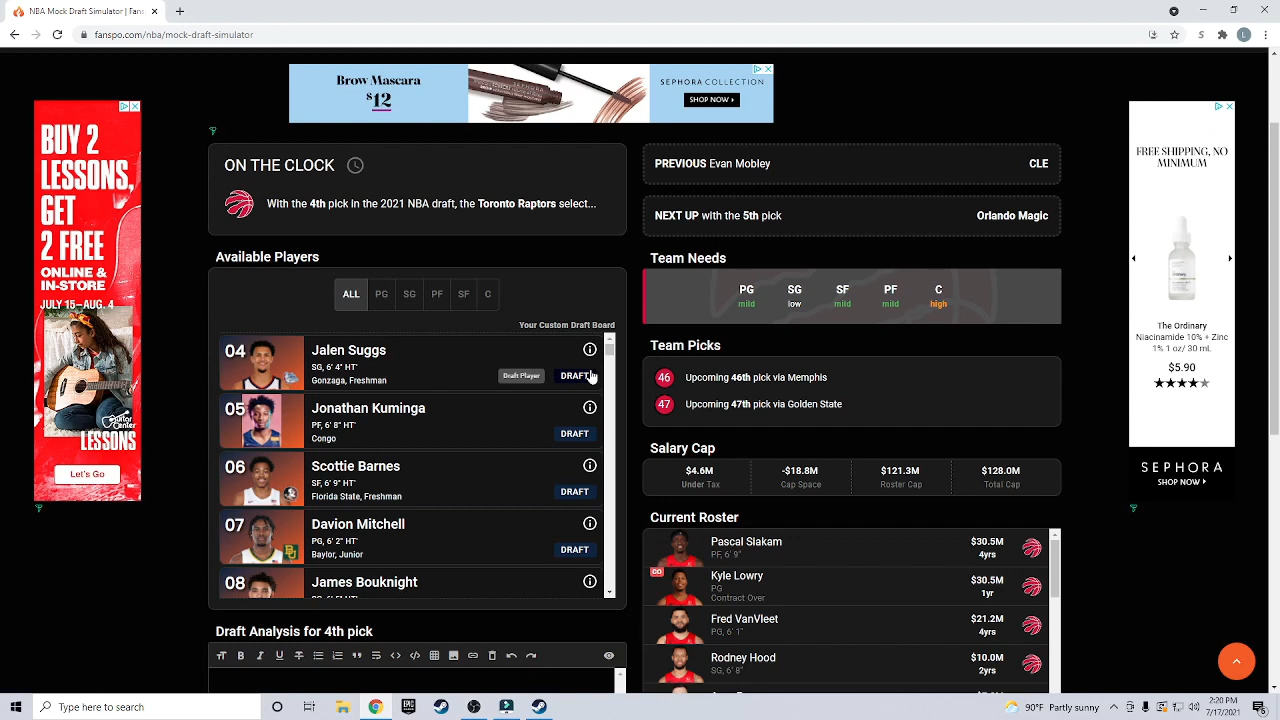 NBA Mock Draft Simulator | Fans
fanspo.com/nba/mock-draft-simulator
L
Brow Mascara
$12
SEPHORA COLLECTION
SHOP NOW
BUY 2
LESSONS,
GET
2 FREE
ONLINE &
IN-STORE
JULY 15—AUG. 4
Guitar Center
LESSONS
Let's Go
ON THE CLOCK
With the 4th pick in the 2021 NBA draft, the Toronto Raptors select...
PREVIOUS Evan Mobley CLE
NEXT UP with the 5th pick Orlando Magic
Available Players
ALL PG SG PF SF C
Your Custom Draft Board
04 Jalen Suggs
SG, 6' 4" HT"
Gonzaga, Freshman
Draft Player DRAFT
05 Jonathan Kuminga
PF, 6' 8" HT"
Congo
DRAFT
06 Scottie Barnes
SF, 6' 9" HT"
Florida State, Freshman
DRAFT
07 Davion Mitchell
PG, 6' 2" HT"
Baylor, Junior
DRAFT
08 James Bouknight
Draft Analysis for 4th pick
Team Needs
PG SG SF PF C
mild low mild mild high
Team Picks
46 Upcoming 46th pick via Memphis
47 Upcoming 47th pick via Golden State
Salary Cap
$4.6M -$18.8M $121.3M $128.0M
Under Tax Cap Space Roster Cap Total Cap
Current Roster
Pascal Siakam $30.5M
PF, 6' 9" 4yrs
CO
Kyle Lowry $30.5M
PG 1yr
Contract Over
Fred VanVleet $21.2M
PG, 6' 1" 4yrs
Rodney Hood $10.0M
SG, 6' 8" 2yrs
FREE SHIPPING, NO
MINIMUM
The Ordinary
Niacinamide 10% + Zinc
1% 1 oz/ 30 mL
$5.90
SEPHORA
SHOP NOW
Type here to search
EPIC
90°F Partly sunny
2:20 PM
7/17/2021